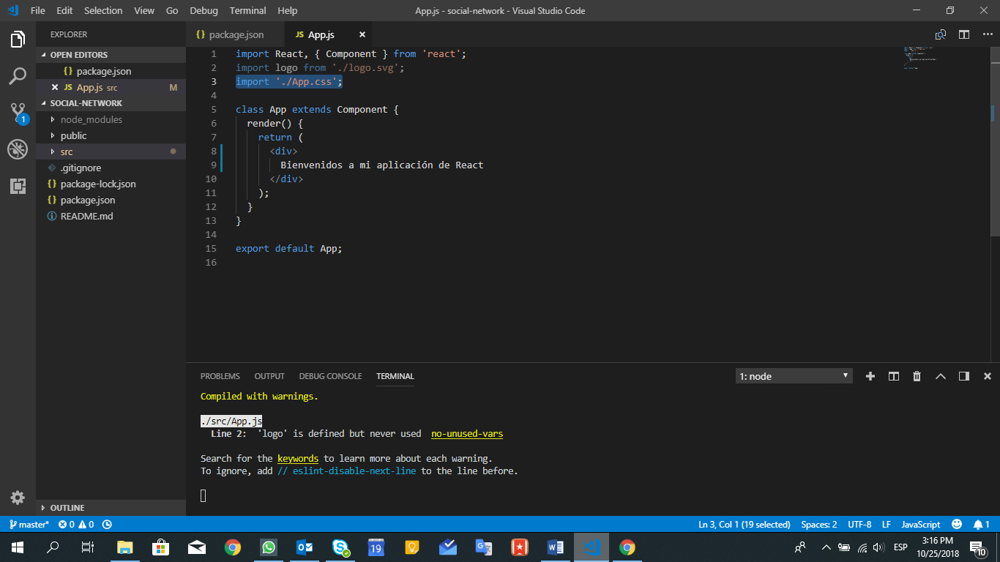 File Edit Selection View Go Debug Terminal Help
App.js - social-network - Visual Studio Code
EXPLORER
OPEN EDITORS
{} package.json
JS App.js src M
SOCIAL-NETWORK
node_modules
public
src
.gitignore
{} package-lock.json
{} package.json
README.md
OUTLINE
1
{} package.json
JS App.js
1 import React, { Component } from 'react';
2 import logo from './logo.svg';
3 import './App.css';
4
5 class App extends Component {
6 render() {
7 return (
8 <div>
9 Bienvenidos a mi aplicación de React
10 </div>
11 );
12 }
13 }
14
15 export default App;
16
PROBLEMS OUTPUT DEBUG CONSOLE TERMINAL
1: node
Compiled with warnings.
./src/App.js
Line 2: 'logo' is defined but never used no-unused-vars
Search for the keywords to learn more about each warning.
To ignore, add // eslint-disable-next-line to the line before.
master* 0 0
Ln 3, Col 1 (19 selected) Spaces: 2 UTF-8 LF JavaScript 1
19
ESP
3:16 PM
10/25/2018
10